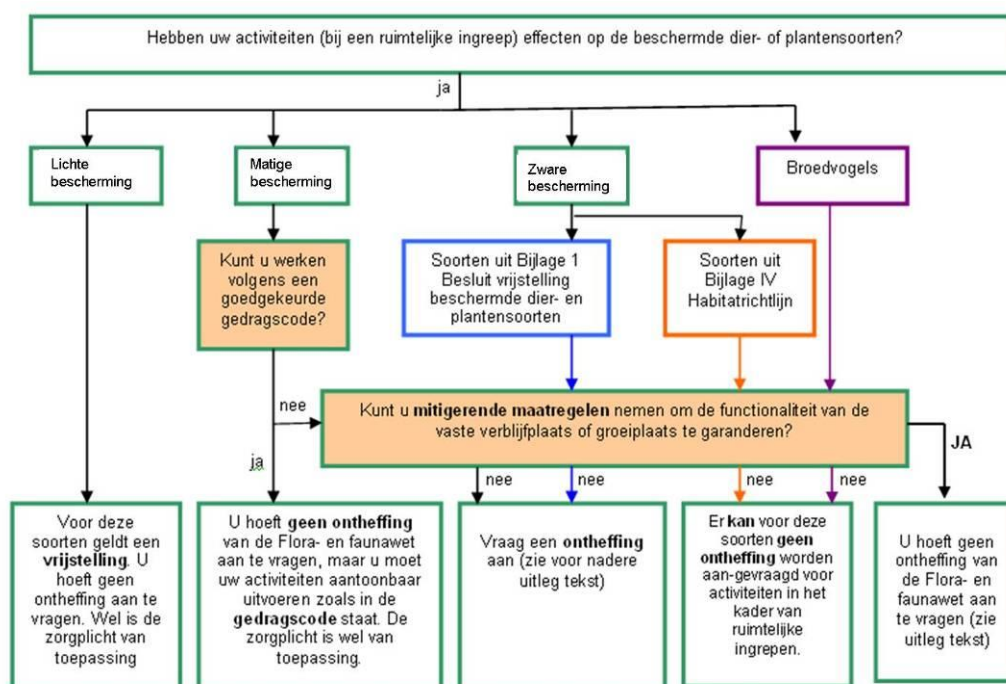 Hebben uw activiteiten (bij een ruimtelijke ingreep) effecten op de beschermde dier- of plantensoorten?
ja
Lichte
bescherming
Matige
bescherming
Zware
bescherming
Broedvogels
Kunt u werken
volgens een
goedgekeurde
gedragscode?
Soorten uit Bijlage 1
Besluit vrijstelling
beschermde dier- en
plantensoorten
Soorten uit
Bijlage IV
Habitatrichtlijn
nee
Kunt u mitigerende maatregelen nemen om de functionaliteit van de
vaste verblijfplaats of groeiplaats te garanderen?
JA
ja
nee
nee
nee
nee
Voor deze
soorten geldt een
vrijstelling. U
hoeft geen
ontheffing aan te
vragen. Wel is de
zorgplicht van
toepassing
U hoeft geen ontheffing
van de Flora- en faunawet
aan te vragen, maar u moet
uw activiteiten aantoonbaar
uitvoeren zoals in de
gedragscode staat. De
zorgplicht is wel van
toepassing.
Vraag een ontheffing
aan (zie voor nadere
uitleg tekst)
Er kan voor deze
soorten geen
ontheffing worden
aan-gevraagd voor
activiteiten in het
kader van
ruimtelijke
ingrepen.
U hoeft geen
ontheffing van
de Flora- en
faunawet aan
te vragen (zie
uitleg tekst)